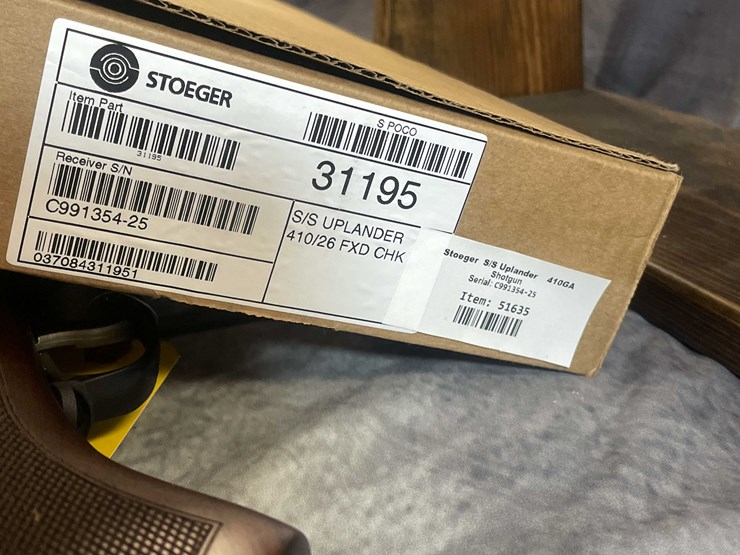 STOEGER
Item Part
31195
S POCO
31195
Receiver S/N
C991354-25
S/S UPLANDER
410/26 FXD CHK
037084311951
Stoeger S/S Uplander 410GA
Shotgun
Serial: C991354-25
Item: 51635